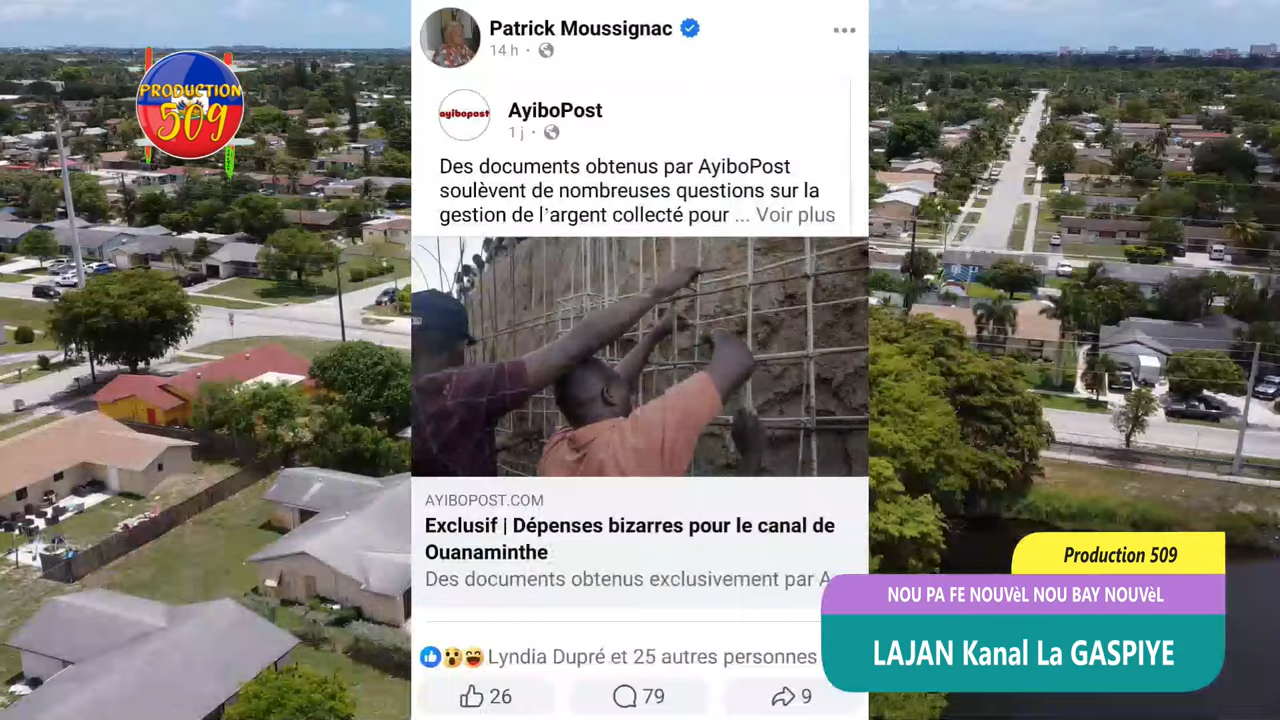 PRODUCTION
509
Patrick Moussignac
14 h ·
ayibopost
AyiboPost
1 j ·
Des documents obtenus par AyiboPost
soulèvent de nombreuses questions sur la
gestion de l'argent collecté pour ... Voir plus
AYIBOPOST.COM
Exclusif | Dépenses bizarres pour le canal de
Ouanaminthe
Des documents obtenus exclusivement par A
Lyndia Dupré et 25 autres personnes
26
79
9
Production 509
NOU PA FE NOUVèL NOU BAY NOUVèL
LAJAN Kanal La GASPIYE